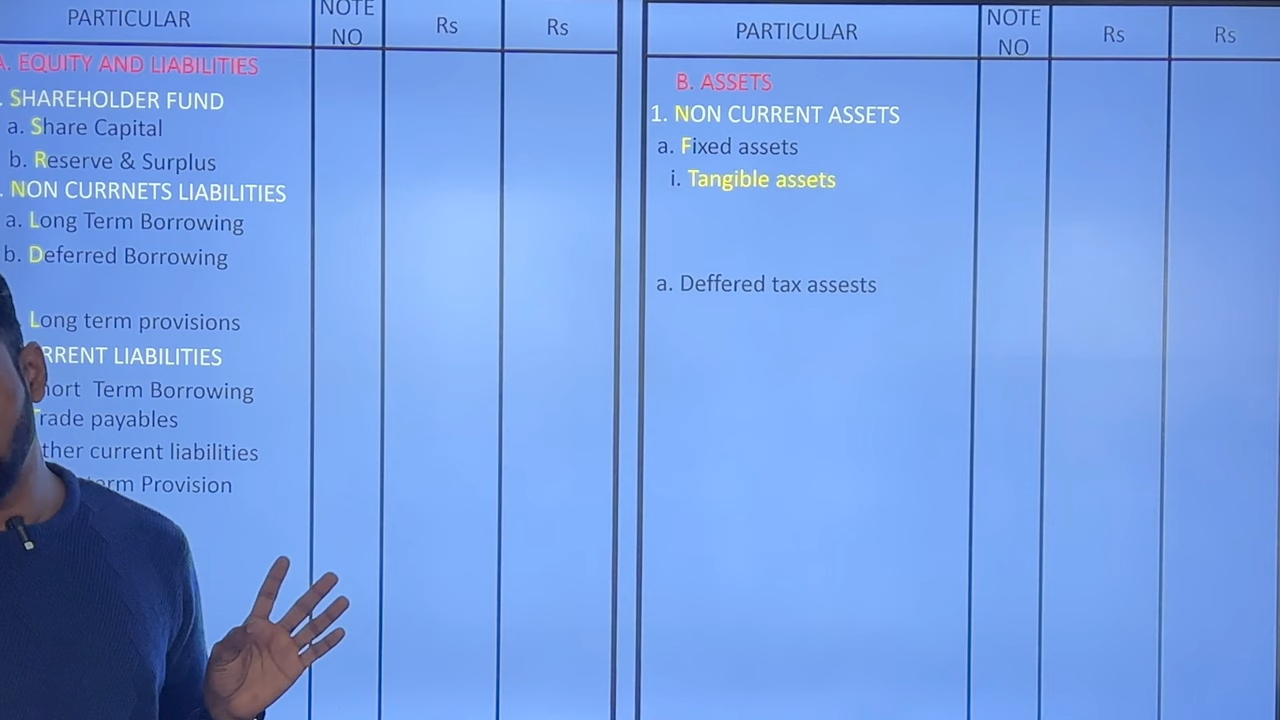 PARTICULAR
NOTE
NO
Rs
Rs
A. EQUITY AND LIABILITIES
. SHAREHOLDER FUND
a. Share Capital
b. Reserve & Surplus
. NON CURRNETS LIABILITIES
a. Long Term Borrowing
b. Deferred Borrowing
Long term provisions
RRENT LIABILITIES
hort Term Borrowing
Trade payables
ther current liabilities
erm Provision
PARTICULAR
NOTE
NO
Rs
Rs
B. ASSETS
1. NON CURRENT ASSETS
a. Fixed assets
i. Tangible assets
a. Deffered tax assests